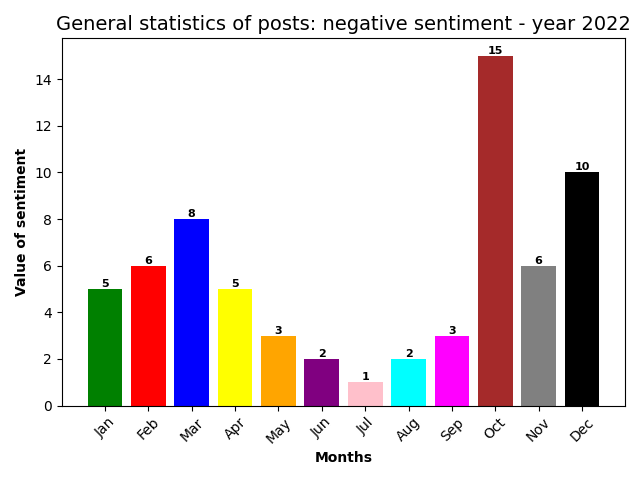 General statistics of posts: negative sentiment - year 2022
Value of sentiment
14
12
10
8
6
4
2
0
5
6
8
5
3
2
1
2
3
15
6
10
Jan
Feb
Mar
Apr
May
Jun
Jul
Aug
Sep
Oct
Nov
Dec
Months